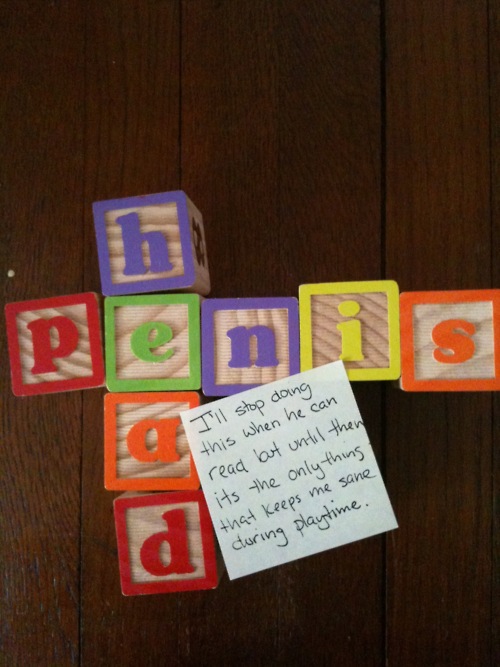 h
penis
a
d
I'll stop doing
this when he can
read but until then
its the only thing
that keeps me sane
during playtime.